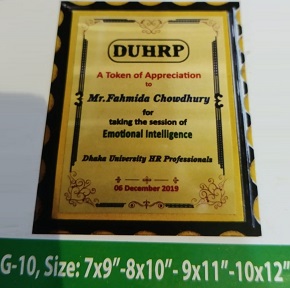 DUHRP
A Token of Appreciation
to
Mr.Fahmida Chowdhury
for
taking the session of
Emotional Intelligence
Dhaka University HR Professionals
06 December 2019
G-10, Size: 7x9"-8x10"- 9x11"-10x12"